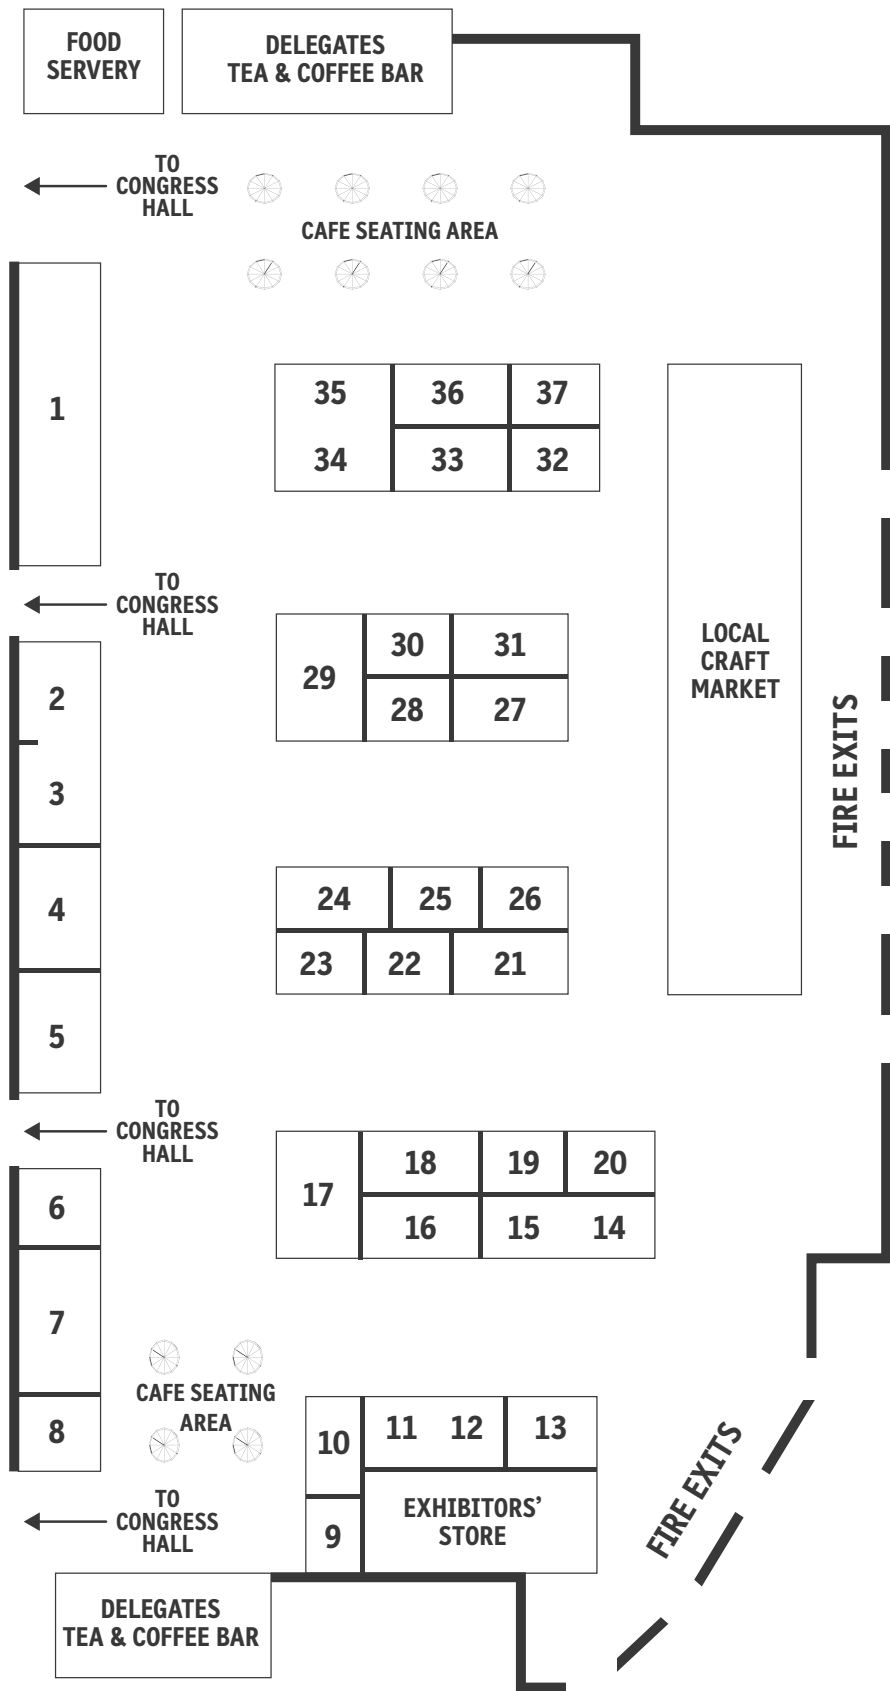 FOOD
SERVERY
DELEGATES
TEA & COFFEE BAR
TO
CONGRESS
HALL
CAFE SEATING AREA
1
35
36
37
34
33
32
TO
CONGRESS
HALL
2
3
4
5
29
30
31
28
27
LOCAL
CRAFT
MARKET
FIRE EXITS
24
25
26
23
22
21
TO
CONGRESS
HALL
6
7
8
17
18
19
20
16
15
14
CAFE SEATING
AREA
10
11
12
13
9
EXHIBITORS’
STORE
FIRE EXITS
TO
CONGRESS
HALL
DELEGATES
TEA & COFFEE BAR